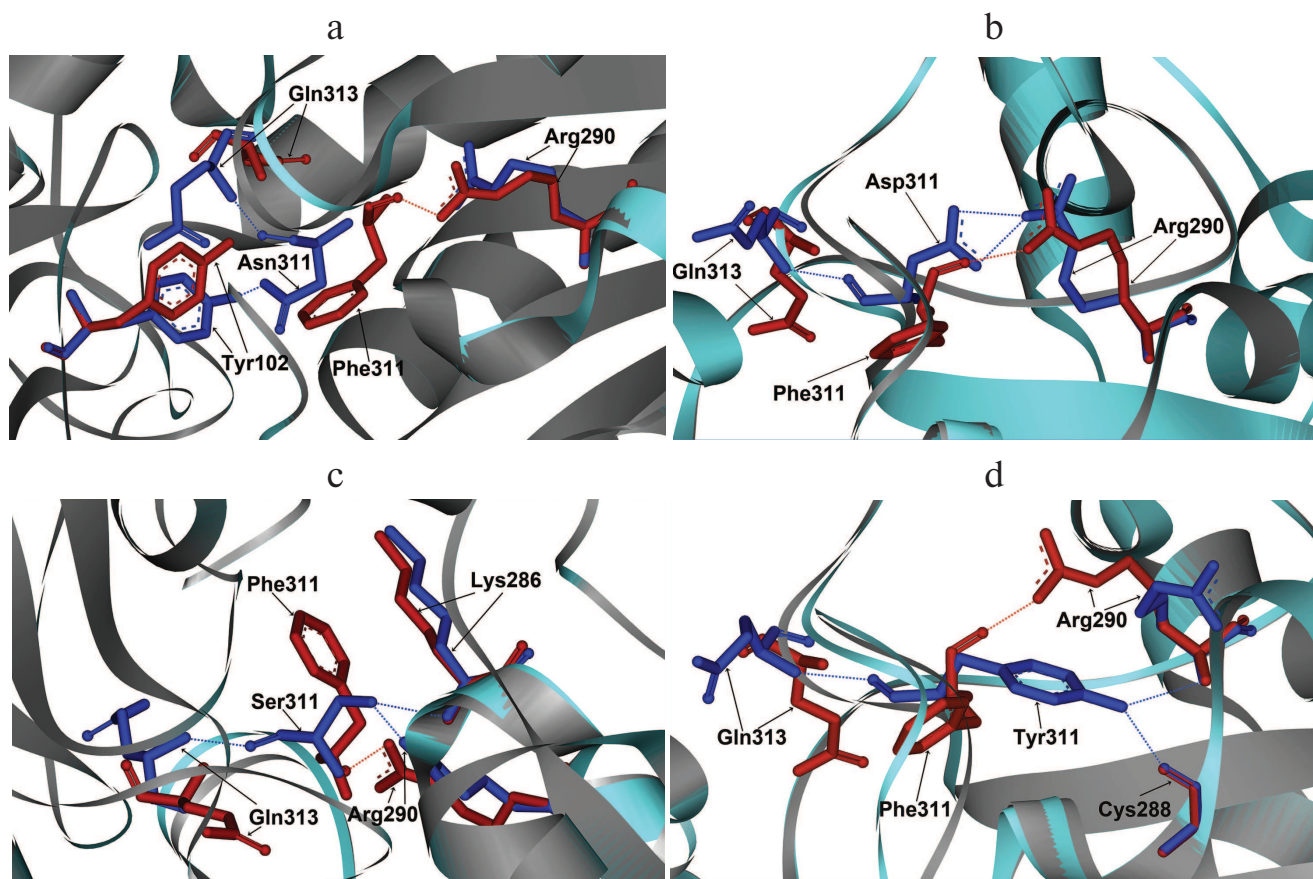 a
Gln313
Arg290
Asn311
Tyr102
Phe311
b
Asp311
Gln313
Arg290
Phe311
c
Phe311
Lys286
Ser311
Gln313
Arg290
d
Arg290
Gln313
Tyr311
Phe311
Cys288